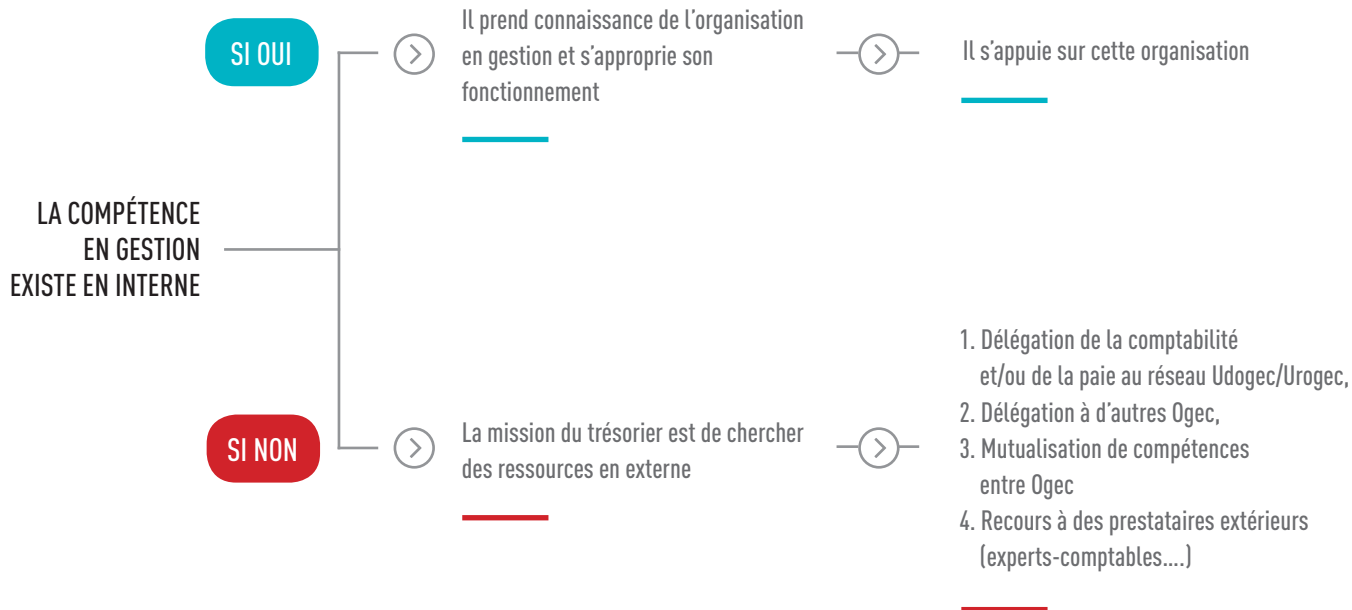 LA COMPÉTENCE
EN GESTION
EXISTE EN INTERNE
SI OUI
Il prend connaissance de l’organisation
en gestion et s’approprie son
fonctionnement
Il s’appuie sur cette organisation
SI NON
La mission du trésorier est de chercher
des ressources en externe
1. Délégation de la comptabilité
et/ou de la paie au réseau Udogec/Urogec,
2. Délégation à d’autres Ogec,
3. Mutualisation de compétences
entre Ogec
4. Recours à des prestataires extérieurs
(experts-comptables....)